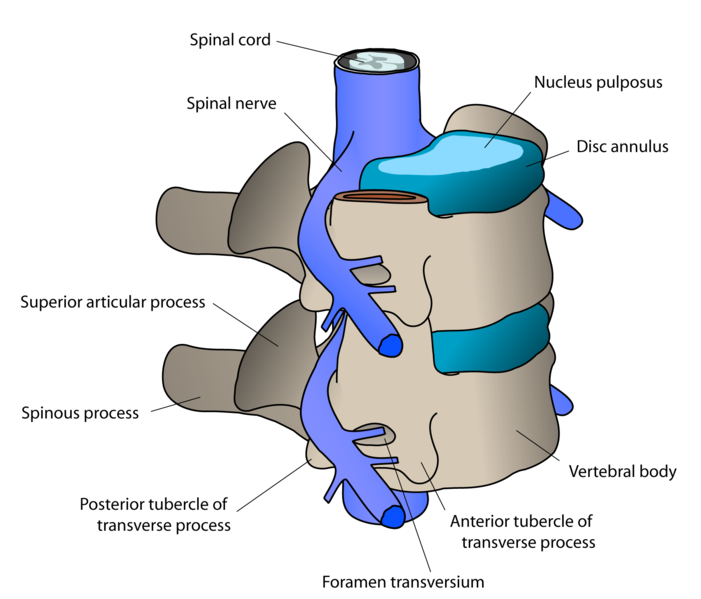 Spinal cord
Nucleus pulposus
Spinal nerve
Disc annulus
Superior articular process
Spinous process
Vertebral body
Posterior tubercle of
transverse process
Anterior tubercle of
transverse process
Foramen transversium